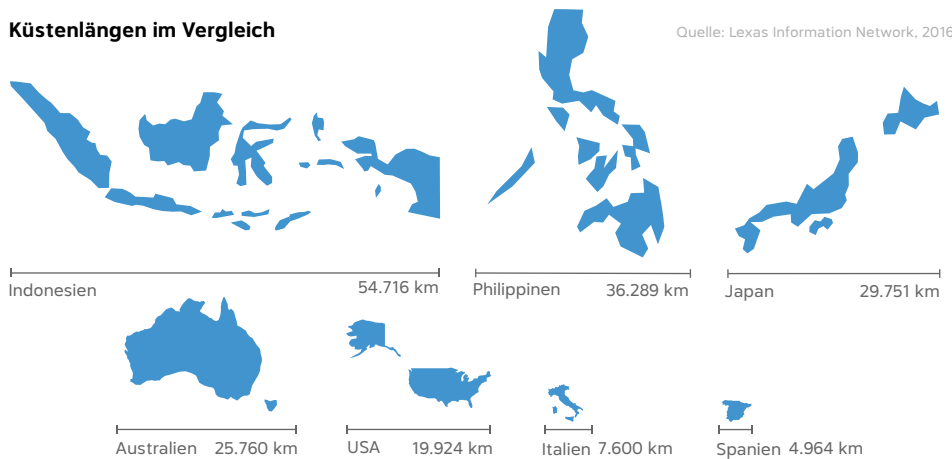 Küstenlängen im Vergleich
Quelle: Lexas Information Network, 2016
Indonesien 54.716 km
Philippinen 36.289 km
Japan 29.751 km
Australien 25.760 km
USA 19.924 km
Italien 7.600 km
Spanien 4.964 km